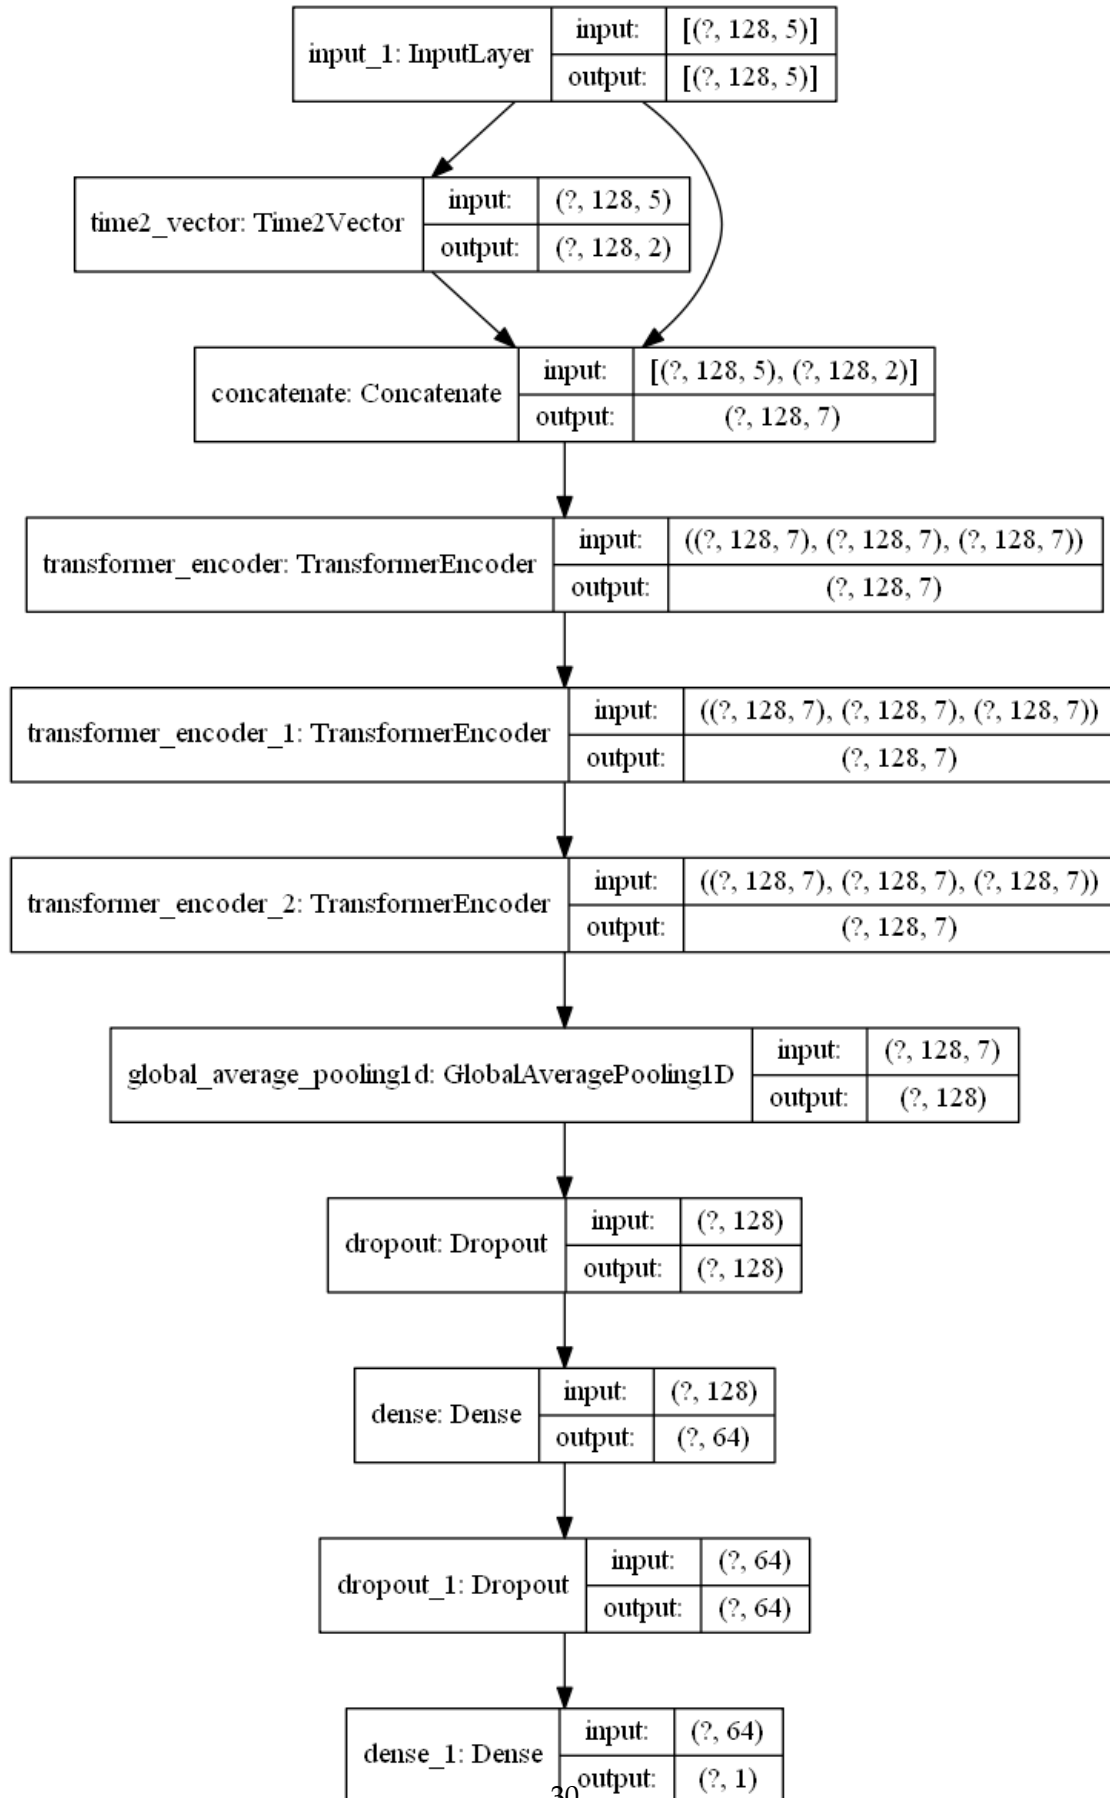 input_1: InputLayer
input: [(?, 128, 5)]
output: [(?, 128, 5)]
time2_vector: Time2Vector
input: (?, 128, 5)
output: (?, 128, 2)
concatenate: Concatenate
input: [(?, 128, 5), (?, 128, 2)]
output: (?, 128, 7)
transformer_encoder: TransformerEncoder
input: ((?, 128, 7), (?, 128, 7), (?, 128, 7))
output: (?, 128, 7)
transformer_encoder_1: TransformerEncoder
input: ((?, 128, 7), (?, 128, 7), (?, 128, 7))
output: (?, 128, 7)
transformer_encoder_2: TransformerEncoder
input: ((?, 128, 7), (?, 128, 7), (?, 128, 7))
output: (?, 128, 7)
global_average_pooling1d: GlobalAveragePooling1D
input: (?, 128, 7)
output: (?, 128)
dropout: Dropout
input: (?, 128)
output: (?, 128)
dense: Dense
input: (?, 128)
output: (?, 64)
dropout_1: Dropout
input: (?, 64)
output: (?, 64)
dense_1: Dense
input: (?, 64)
output: (?, 1)
30